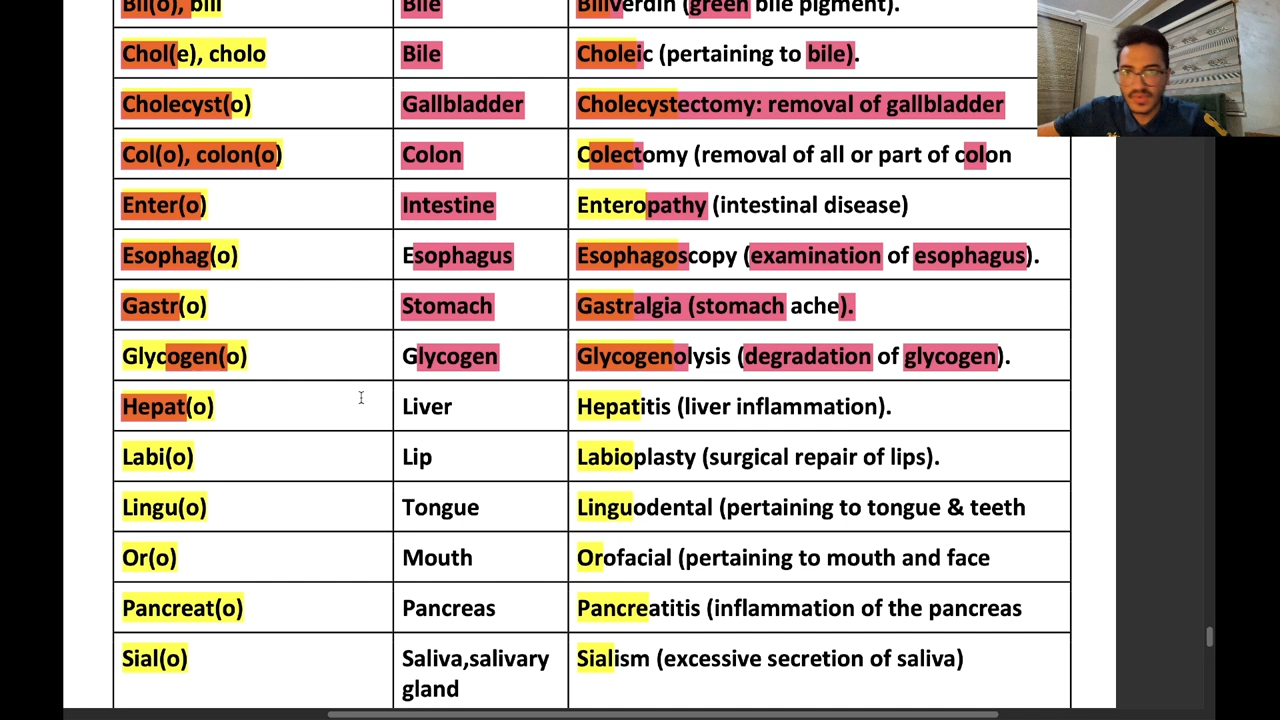 Bil(o), bili Bile Biliverdin (green bile pigment).
Chol(e), cholo Bile Choleic (pertaining to bile).
Cholecyst(o) Gallbladder Cholecystectomy: removal of gallbladder
Col(o), colon(o) Colon Colectomy (removal of all or part of colon
Enter(o) Intestine Enteropathy (intestinal disease)
Esophag(o) Esophagus Esophagoscopy (examination of esophagus).
Gastr(o) Stomach Gastralgia (stomach ache).
Glycogen(o) Glycogen Glycogenolysis (degradation of glycogen).
Hepat(o) Liver Hepatitis (liver inflammation).
Labi(o) Lip Labioplasty (surgical repair of lips).
Lingu(o) Tongue Linguodental (pertaining to tongue & teeth
Or(o) Mouth Orofacial (pertaining to mouth and face
Pancreat(o) Pancreas Pancreatitis (inflammation of the pancreas
Sial(o) Saliva,salivary Sialism (excessive secretion of saliva)
gland